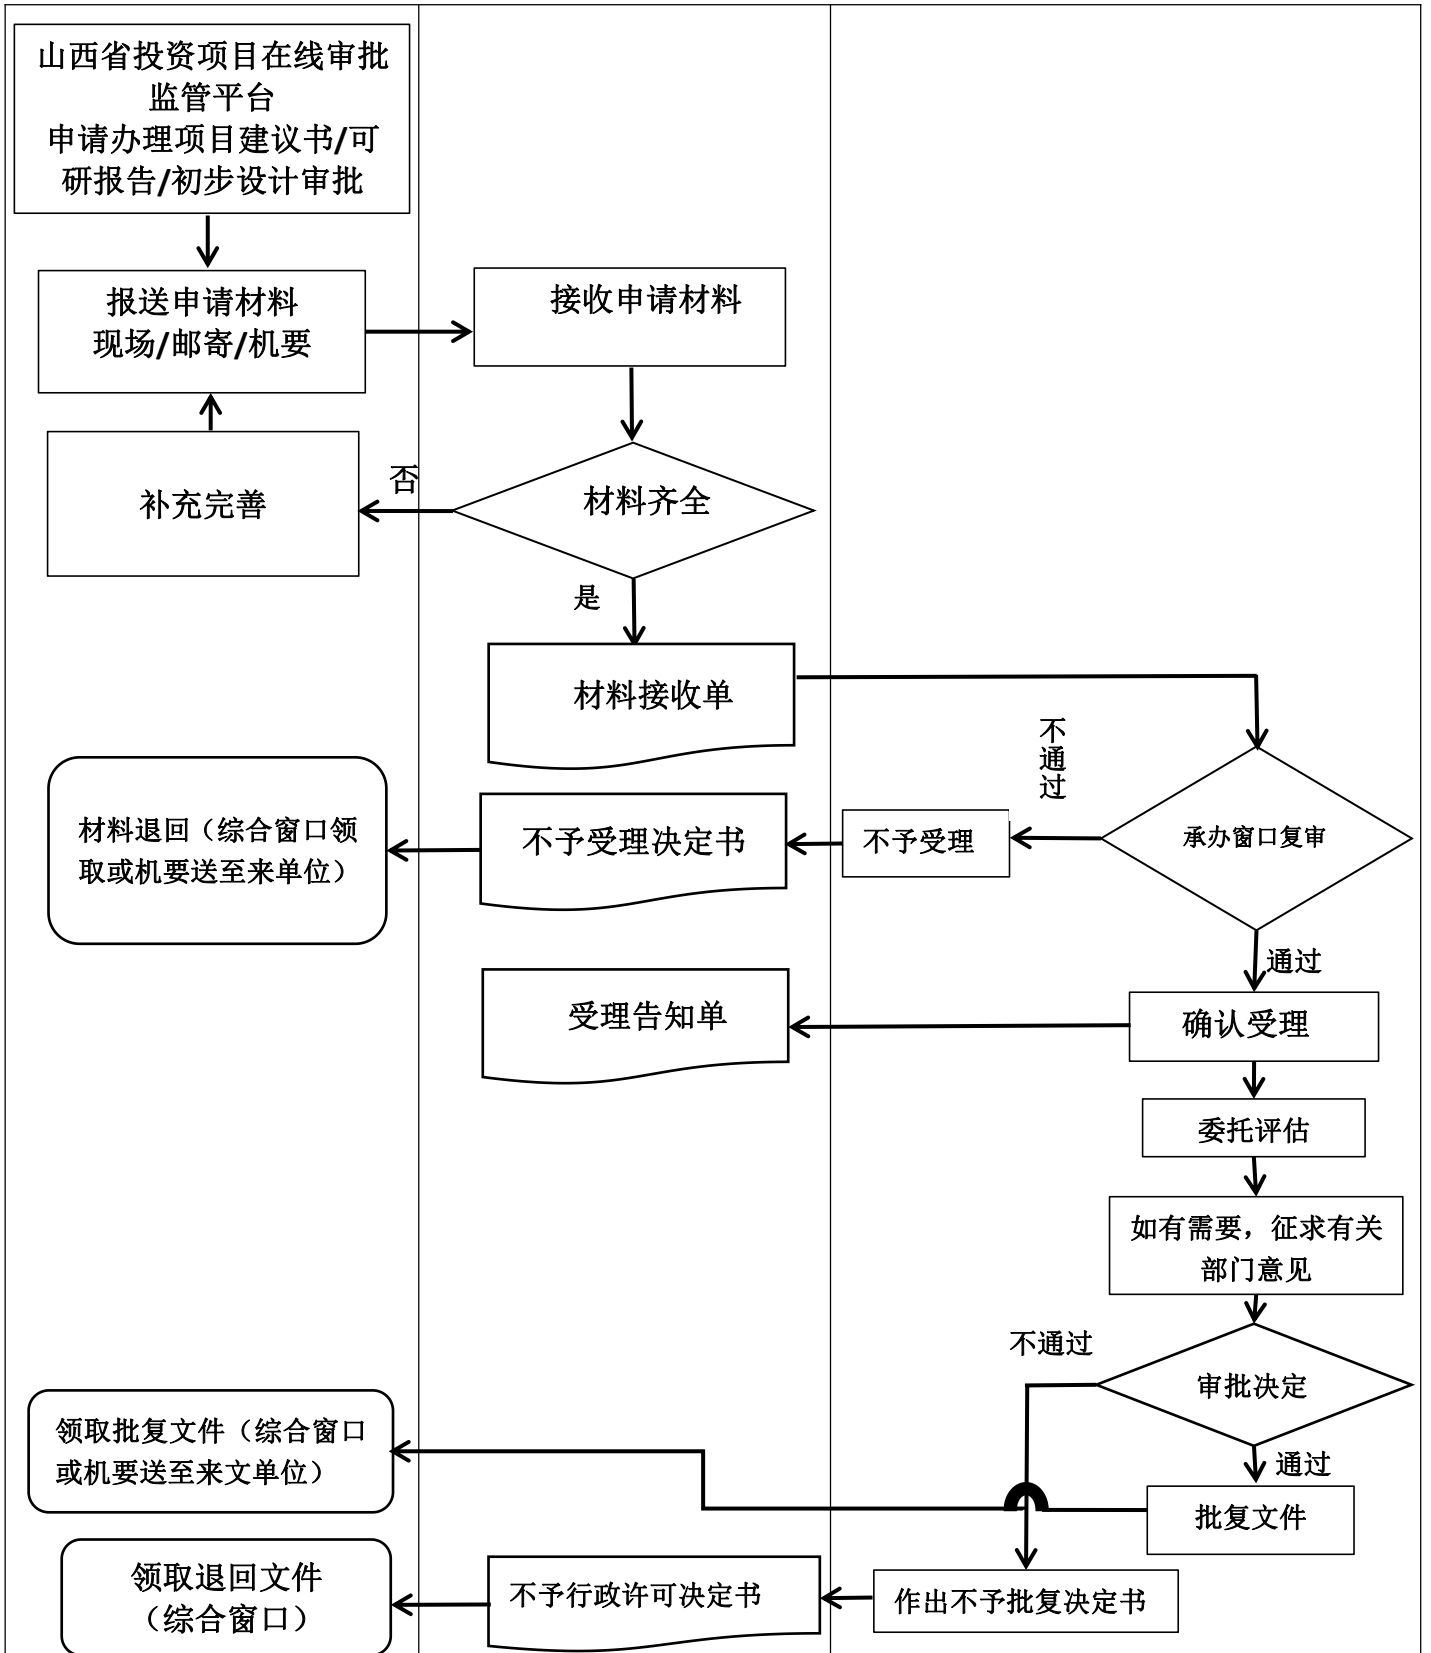 山西省投资项目在线审批
监管平台
申请办理项目建议书/可
研报告/初步设计审批
报送申请材料
现场/邮寄/机要
接收申请材料
补充完善
否
材料齐全
是
材料接收单
不
通
过
材料退回（综合窗口领
取或机要送至来单位）
不予受理决定书
不予受理
承办窗口复审
通过
受理告知单
确认受理
委托评估
如有需要，征求有关
部门意见
不通过
审批决定
通过
领取批复文件（综合窗口
或机要送至来文单位）
批复文件
领取退回文件
（综合窗口）
不予行政许可决定书
作出不予批复决定书